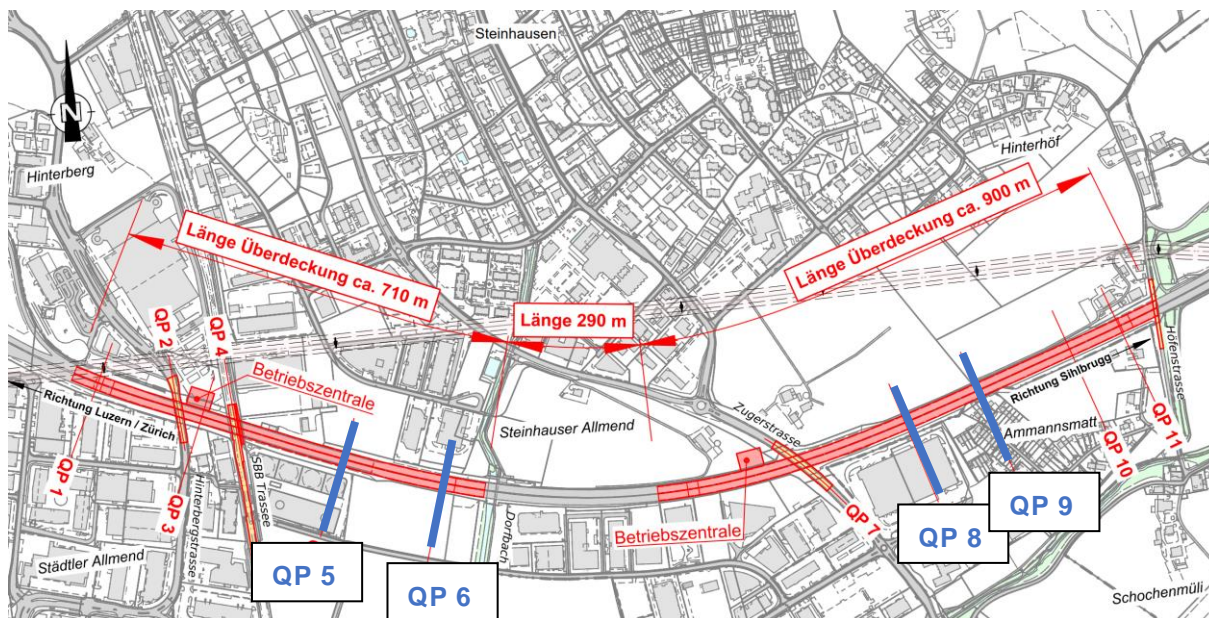 Steinhausen
N
Hinterberg
Hinterhöf
Länge Überdeckung ca. 710 m
Länge 290 m
Länge Überdeckung ca. 900 m
QP 2
QP 4
Betriebszentrale
Richtung Luzern / Zürich
Steinhauser Allmend
Zugerstrasse
Richtung Sihlbrugg
Höfenstrasse
Ammannsmatt
QP 1
QP 3
Hinterbergstrasse
SBB Trassee
Dorbach
Betriebszentrale
QP 7
QP 10
QP 11
Städtler Allmend
QP 5
QP 6
QP 8
QP 9
Schochenmüli